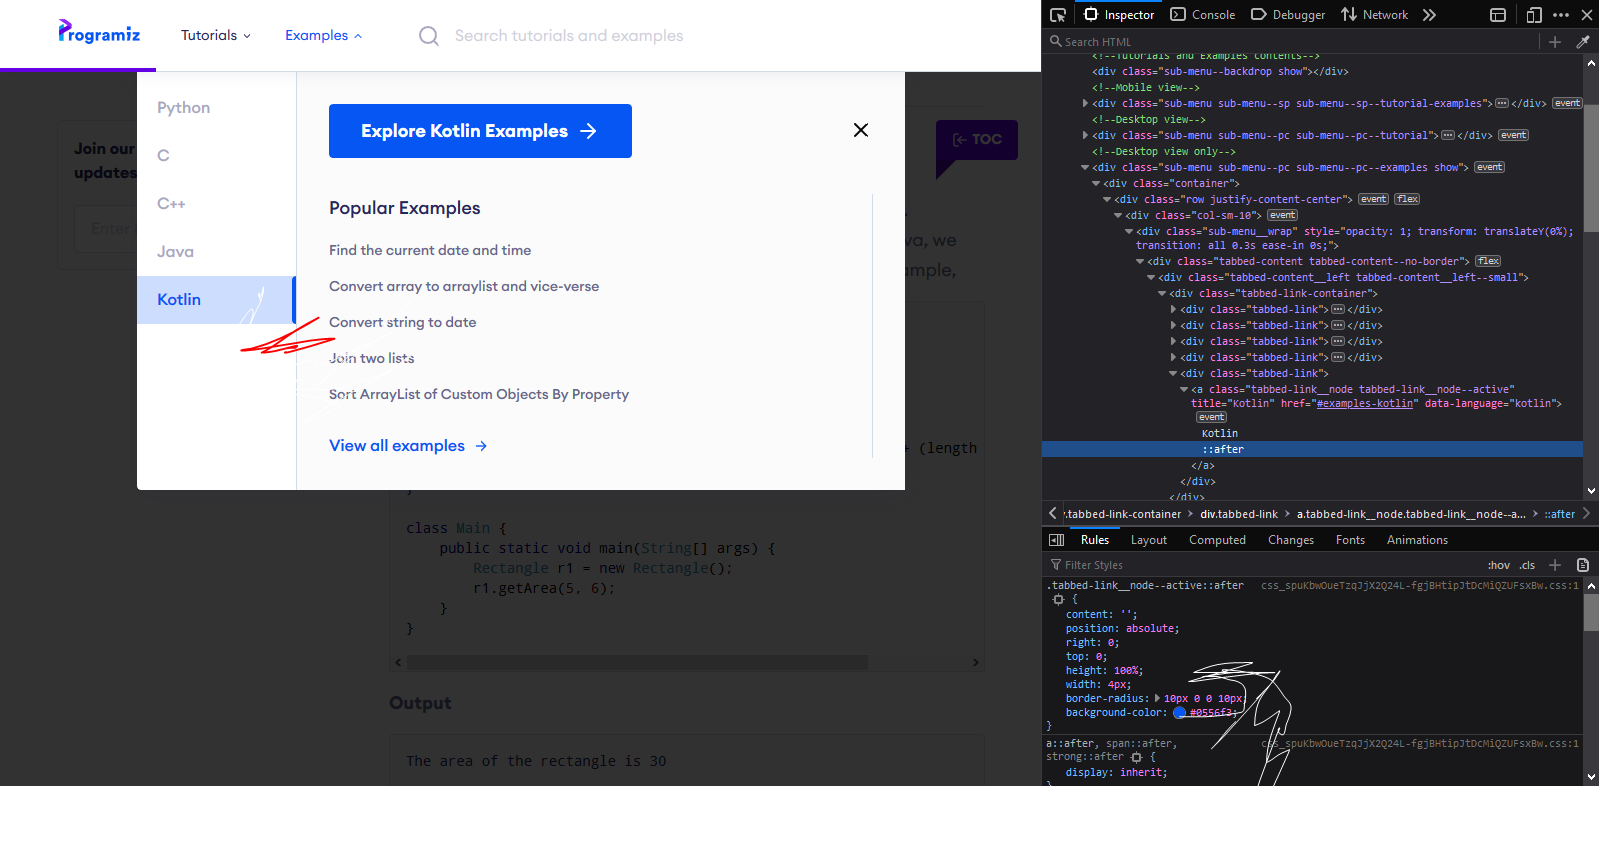 Programiz
Tutorials
Examples
Search tutorials and examples
Python
C
C++
Java
Kotlin
Explore Kotlin Examples →
Popular Examples
Find the current date and time
Convert array to arraylist and vice-verse
Convert string to date
Join two lists
Sort ArrayList of Custom Objects By Property
View all examples →
Join our
updates
Enter
TOC
va, we
ample,
+ (length
}
class Main {
public static void main(String[] args) {
Rectangle r1 = new Rectangle();
r1.getArea(5, 6);
}
}
Output
The area of the rectangle is 30
Inspector
Console
Debugger
Network
Search HTML
<!--Tutorials and Examples contents-->
<div class="sub-menu--backdrop show"></div>
<!--Mobile view-->
<div class="sub-menu sub-menu--sp sub-menu--sp--tutorial-examples"></div> event
<!--Desktop view-->
<div class="sub-menu sub-menu--pc sub-menu--pc--tutorial"></div> event
<!--Desktop view only-->
<div class="sub-menu sub-menu--pc sub-menu--pc--examples show"> event
<div class="container">
<div class="row justify-content-center"> event flex
<div class="col-sm-10"> event
<div class="sub-menu__wrap" style="opacity: 1; transform: translateY(0%);
transition: all 0.3s ease-in 0s;">
<div class="tabbed-content tabbed-content--no-border"> flex
<div class="tabbed-content__left tabbed-content__left--small">
<div class="tabbed-link-container">
<div class="tabbed-link"></div>
<div class="tabbed-link"></div>
<div class="tabbed-link"></div>
<div class="tabbed-link"></div>
<div class="tabbed-link">
<a class="tabbed-link__node tabbed-link__node--active"
title="Kotlin" href="#examples-kotlin" data-language="kotlin">
event
Kotlin
::after
</a>
</div>
</div>
.tabbed-link-container > div.tabbed-link > a.tabbed-link__node.tabbed-link__node--a... > ::after
Rules
Layout
Computed
Changes
Fonts
Animations
Filter Styles
:hov .cls
.tabbed-link__node--active::after css_spuKbwOueTzqJjX2Q24L-fgjBHtipJtDcMiQZUFsxBw.css:1
{
content: '';
position: absolute;
right: 0;
top: 0;
height: 100%;
width: 4px;
border-radius: 10px 0 0 10px;
background-color: #0556f3;
}
a::after, span::after, css_spuKbwOueTzqJjX2Q24L-fgjBHtipJtDcMiQZUFsxBw.css:1
strong::after {
display: inherit;
}